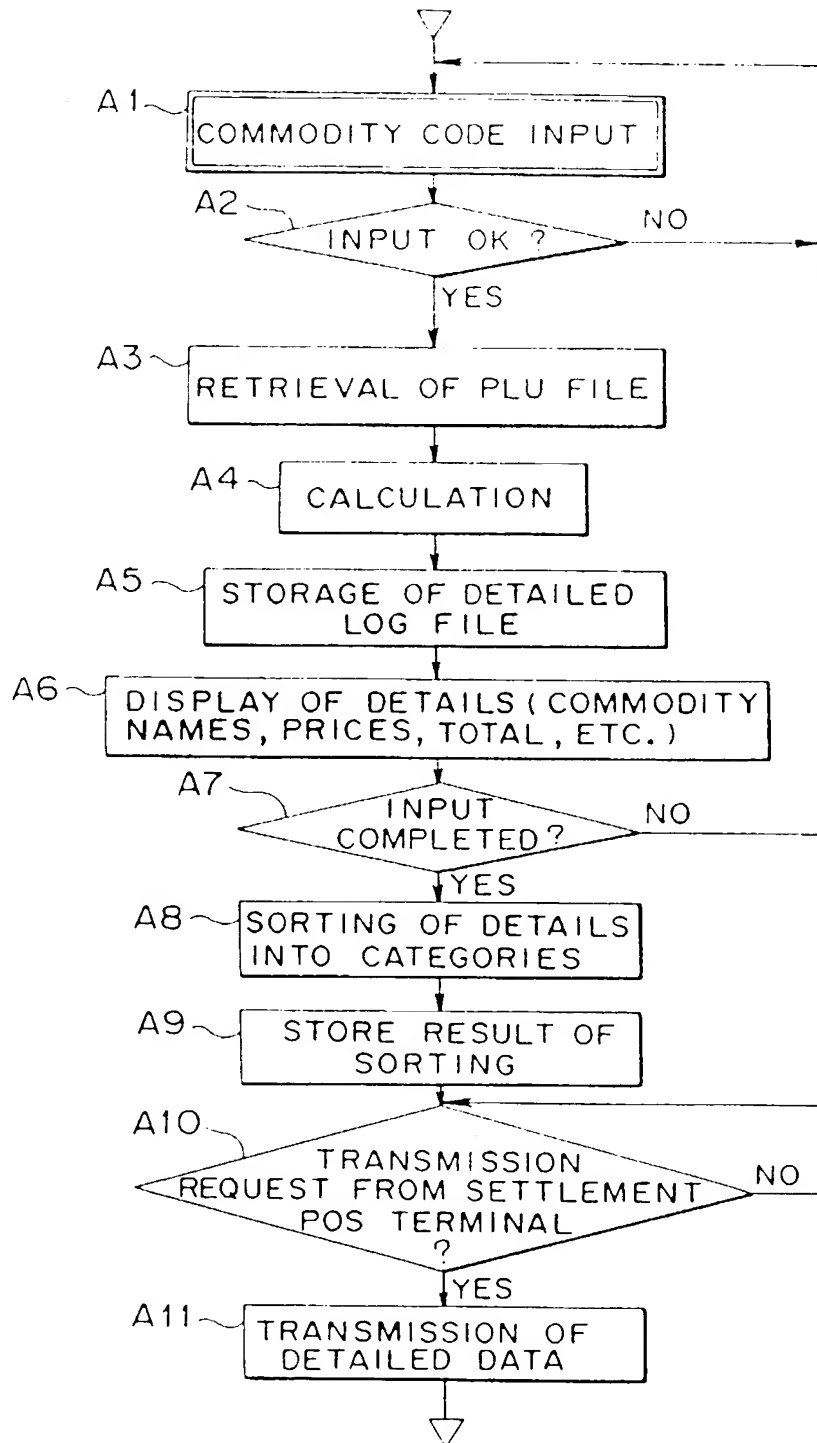 A1
COMMODITY CODE INPUT
A2
INPUT OK ?
NO
YES
A3
RETRIEVAL OF PLU FILE
A4
CALCULATION
A5
STORAGE OF DETAILED
LOG FILE
A6
DISPLAY OF DETAILS ( COMMODITY
NAMES, PRICES, TOTAL, ETC. )
A7
INPUT
COMPLETED ?
NO
YES
A8
SORTING OF DETAILS
INTO CATEGORIES
A9
STORE RESULT OF
SORTING
A10
TRANSMISSION
REQUEST FROM SETTLEMENT
POS TERMINAL
?
NO
YES
A11
TRANSMISSION OF
DETAILED DATA